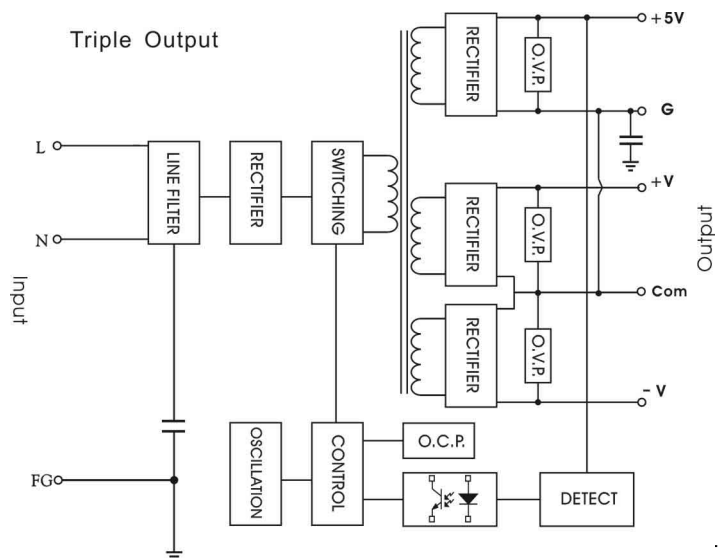 Triple Output
+5V
RECTIFIER
O.V.P.
G
L
LINE FILTER
RECTIFIER
SWITCHING
+V
N
RECTIFIER
O.V.P.
Output
Input
Com
RECTIFIER
O.V.P.
- V
OSCILLATION
CONTROL
O.C.P.
FG
DETECT